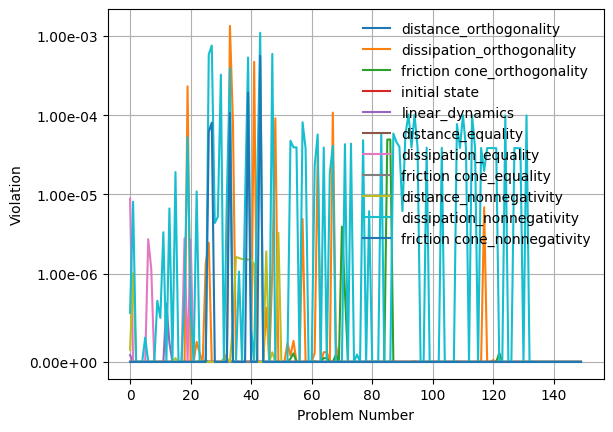 1.00e-03
1.00e-04
1.00e-05
1.00e-06
0.00e+00
Violation
0 20 40 60 80 100 120 140
Problem Number
distance_orthogonality
dissipation_orthogonality
friction cone_orthogonality
initial state
linear_dynamics
distance_equality
dissipation_equality
friction cone_equality
distance_nonnegativity
dissipation_nonnegativity
friction cone_nonnegativity